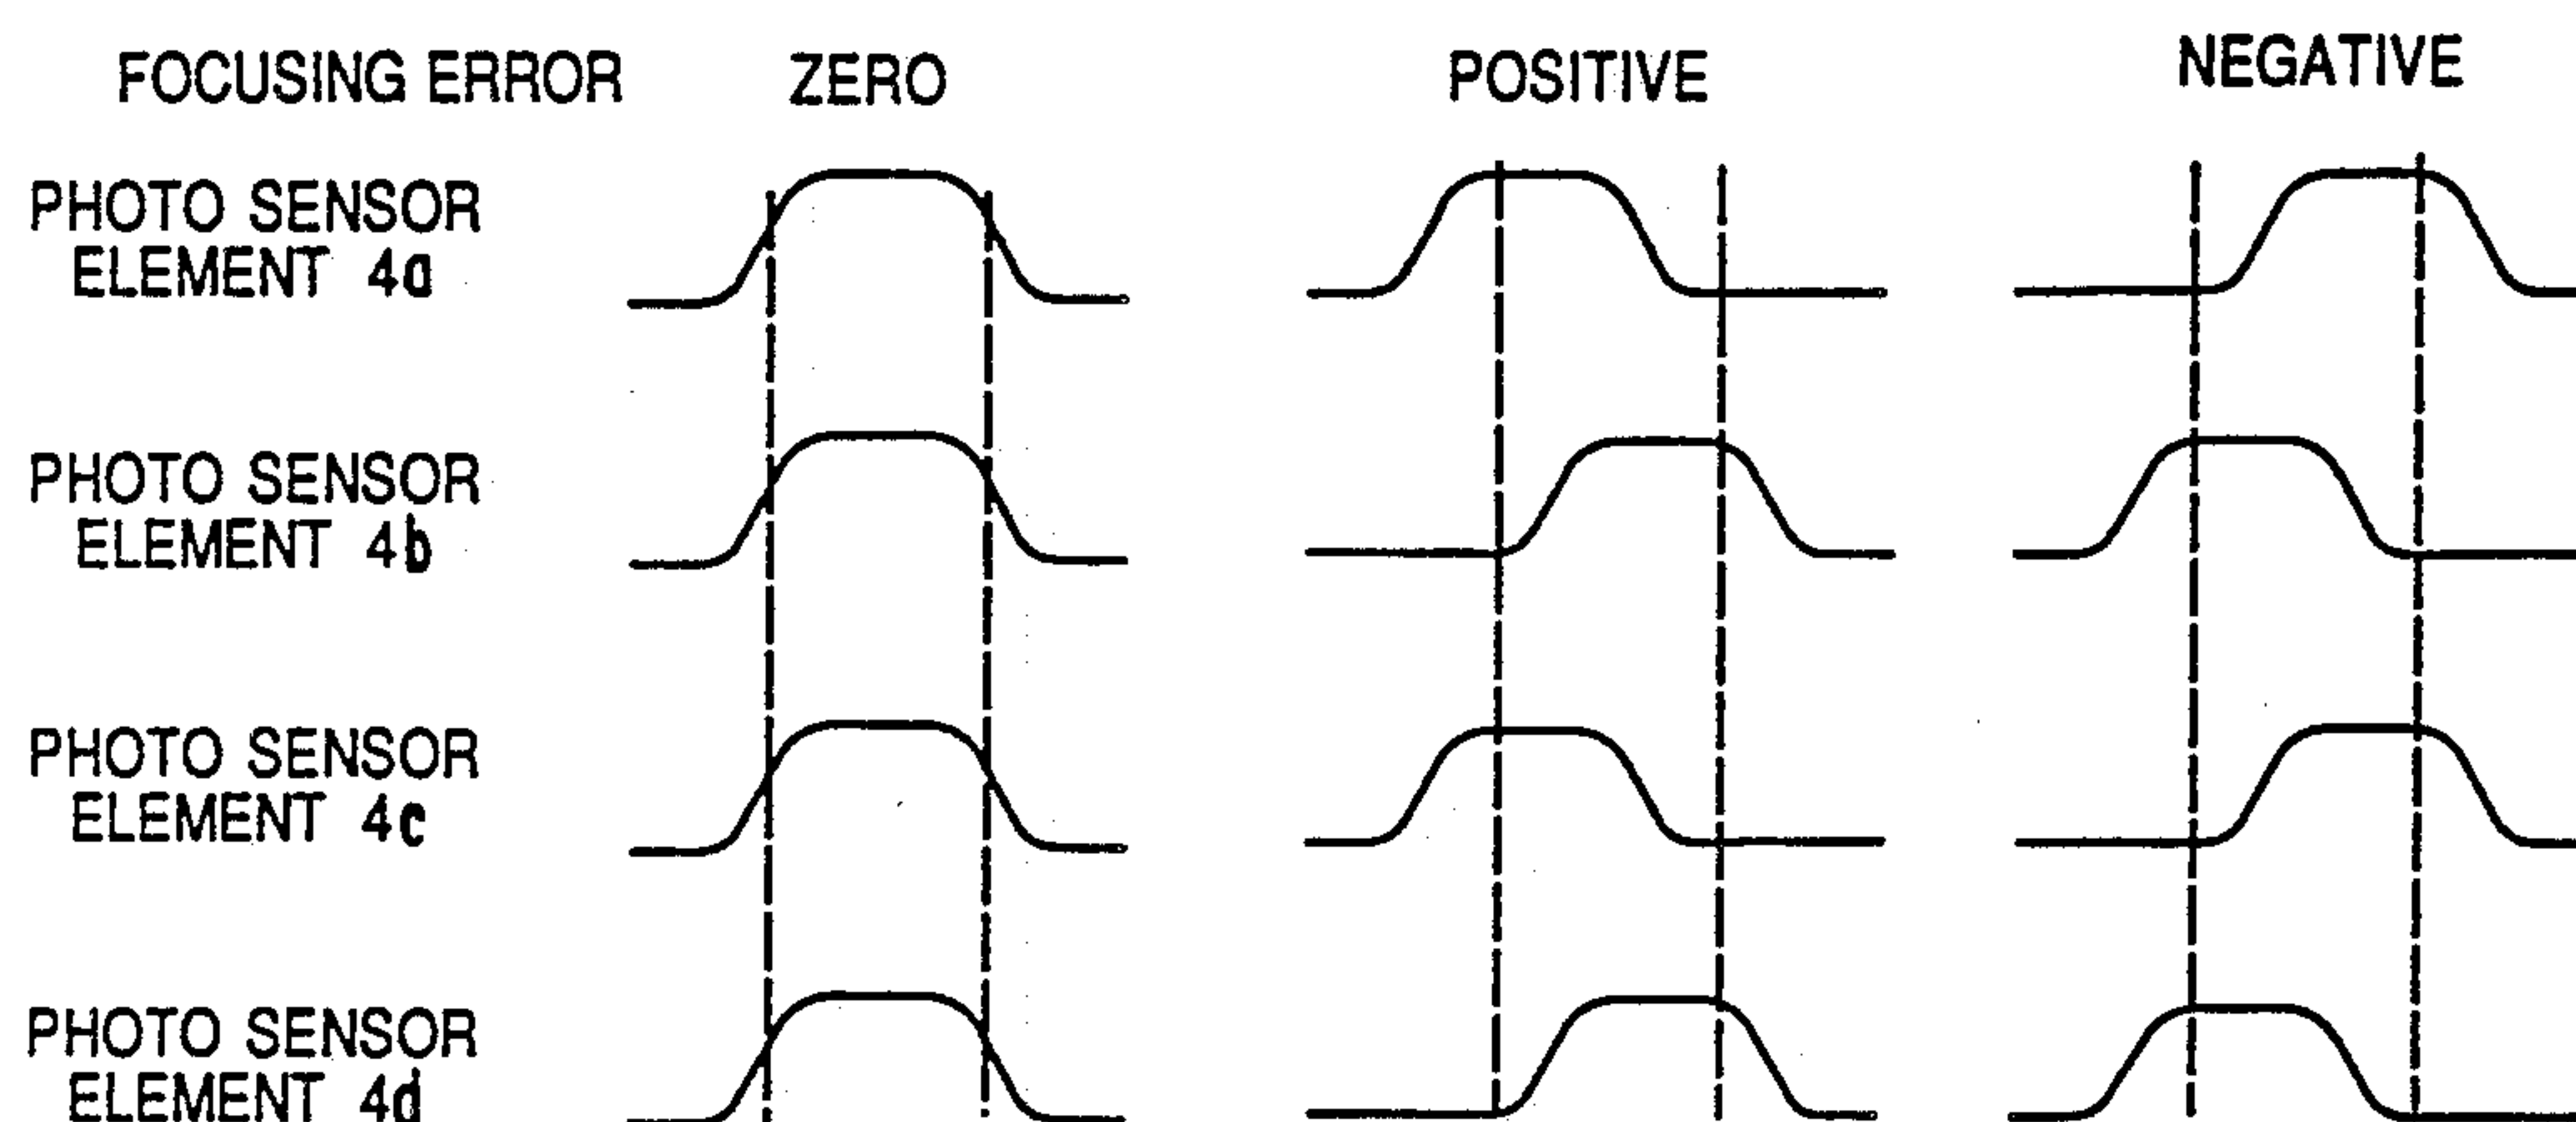 FOCUSING ERROR ZERO POSITIVE NEGATIVE
PHOTO SENSOR
ELEMENT 4a
PHOTO SENSOR
ELEMENT 4b
PHOTO SENSOR
ELEMENT 4c
PHOTO SENSOR
ELEMENT 4d